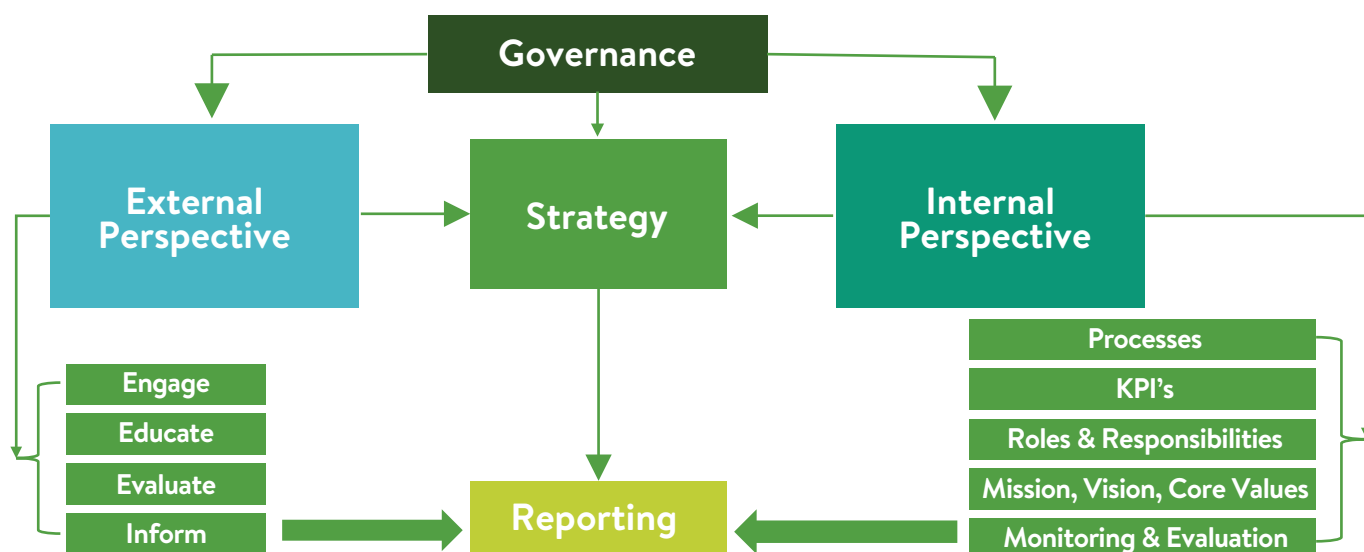 Governance
External
Perspective
Strategy
Internal
Perspective
Engage
Educate
Evaluate
Inform
Reporting
Processes
KPI's
Roles & Responsibilities
Mission, Vision, Core Values
Monitoring & Evaluation